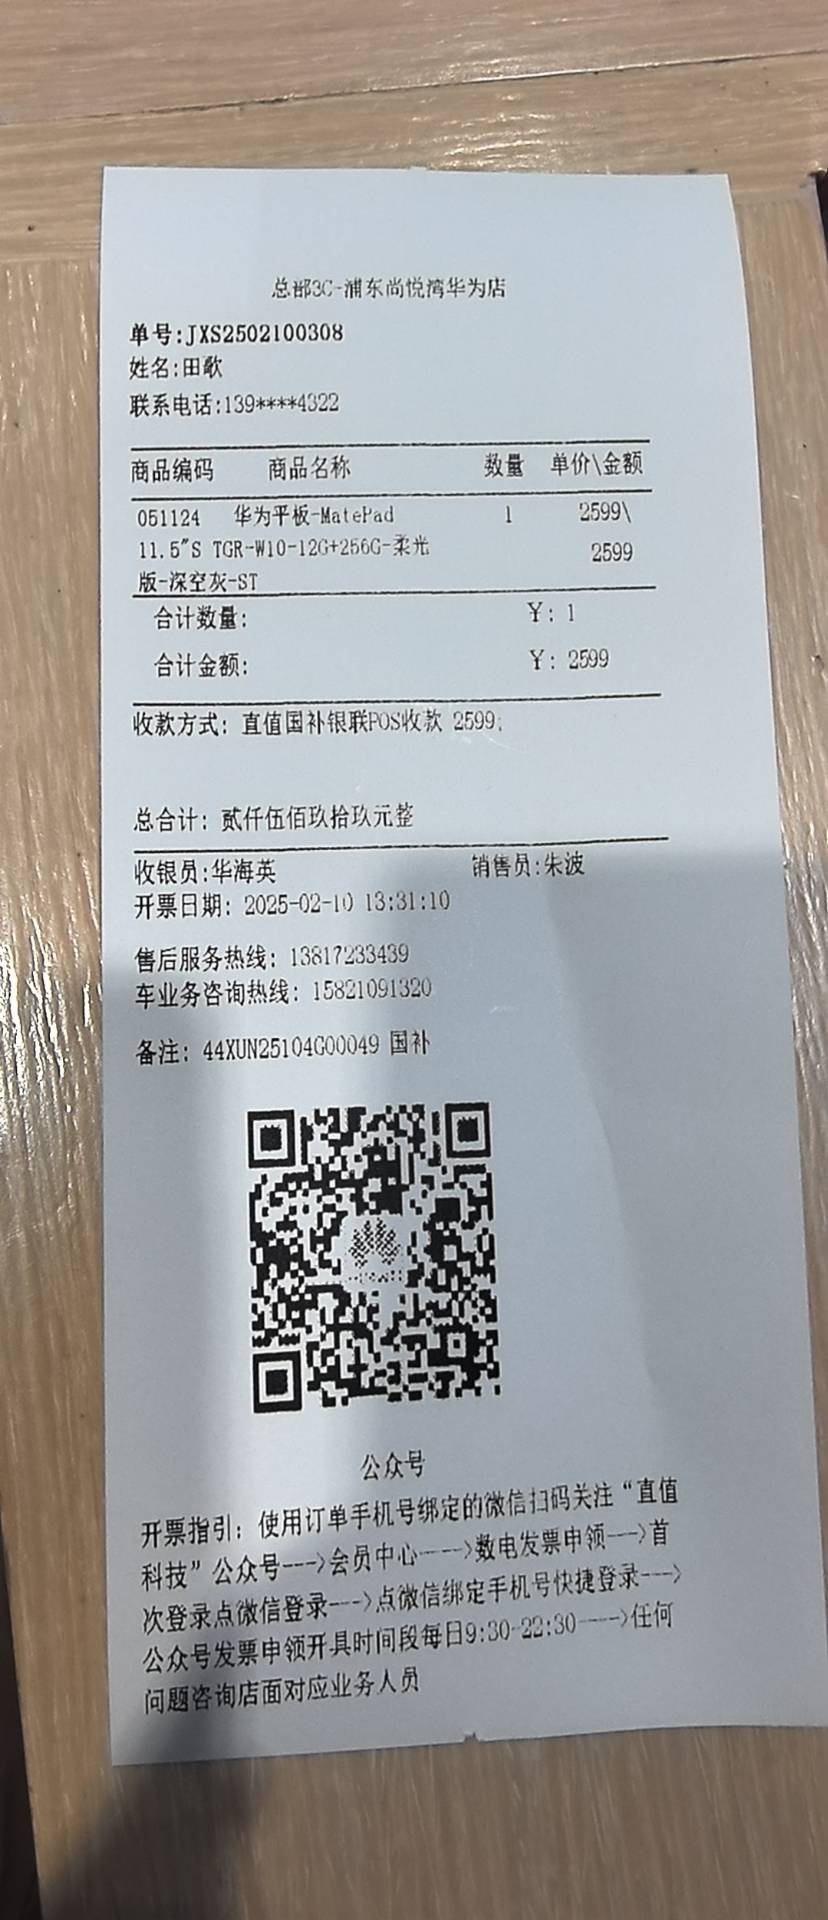 总部3C-浦东尚悦湾华为店
单号:JXS2502100308
姓名:田歌
联系电话:139****4322
商品编码 商品名称 数量 单价\金额
051124 华为平板-MatePad 1 2599\
11.5"S TGR-W10-12G+256G-柔光 2599
版-深空灰-ST
合计数量: ¥: 1
合计金额: ¥: 2599
收款方式: 直值国补银联POS收款 2599;
总合计: 贰仟伍佰玖拾玖元整
收银员:华海英 销售员:朱波
开票日期: 2025-02-10 13:31:10
售后服务热线: 13817233439
车业务咨询热线: 15821091320
备注: 44XUN25104G00049 国补
公众号
开票指引: 使用订单手机号绑定的微信扫码关注“直值
科技”公众号--->会员中心---->数电发票申领--->首
次登录点微信登录--->点微信绑定手机号快捷登录--->
公众号发票申领开具时间段每日9:30-22:30---->任何
问题咨询店面对应业务人员